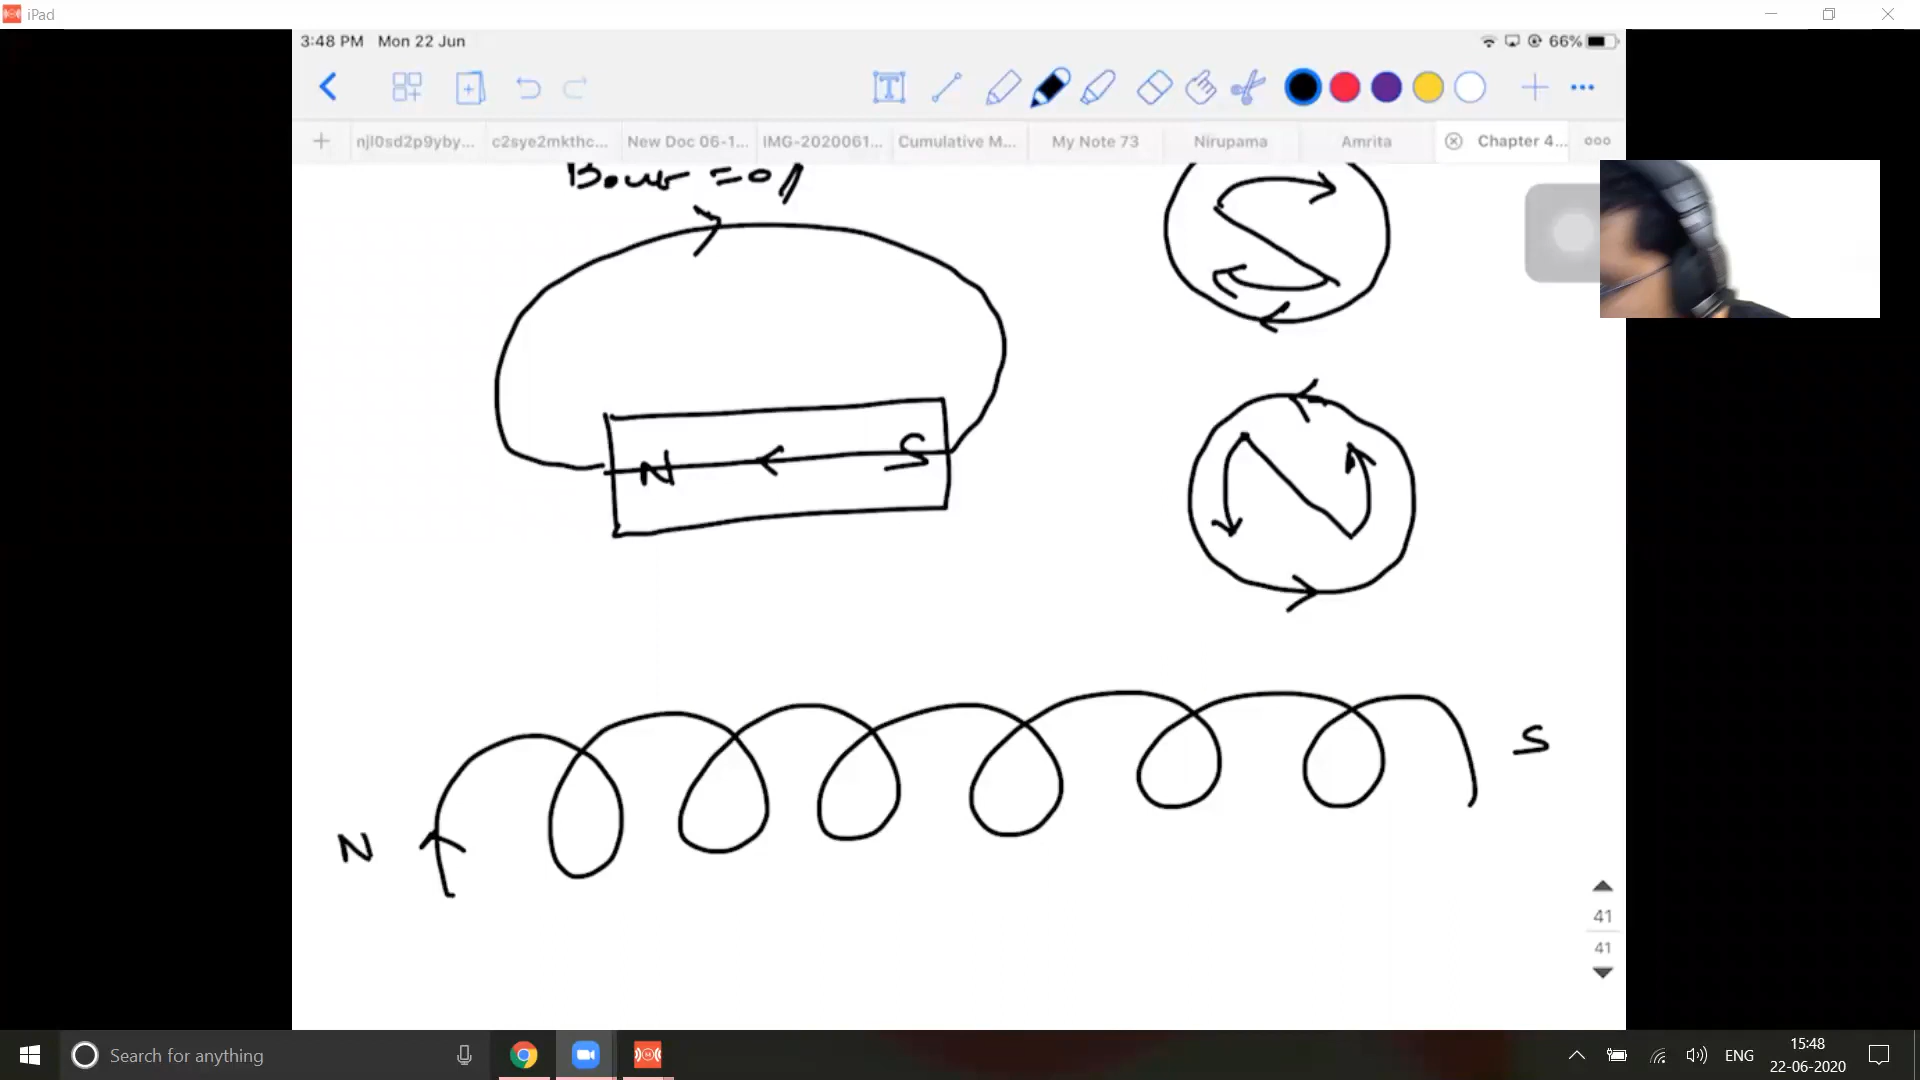 iPad
3:48 PM Mon 22 Jun
66%
njl0sd2p9yby...
c2sye2mkthc...
New Doc 06-1...
IMG-2020061...
Cumulative M...
My Note 73
Nirupama
Amrita
Chapter 4...
= 0
N S
N
S
N
S
41
41
Search for anything
ENG
15:48
22-06-2020